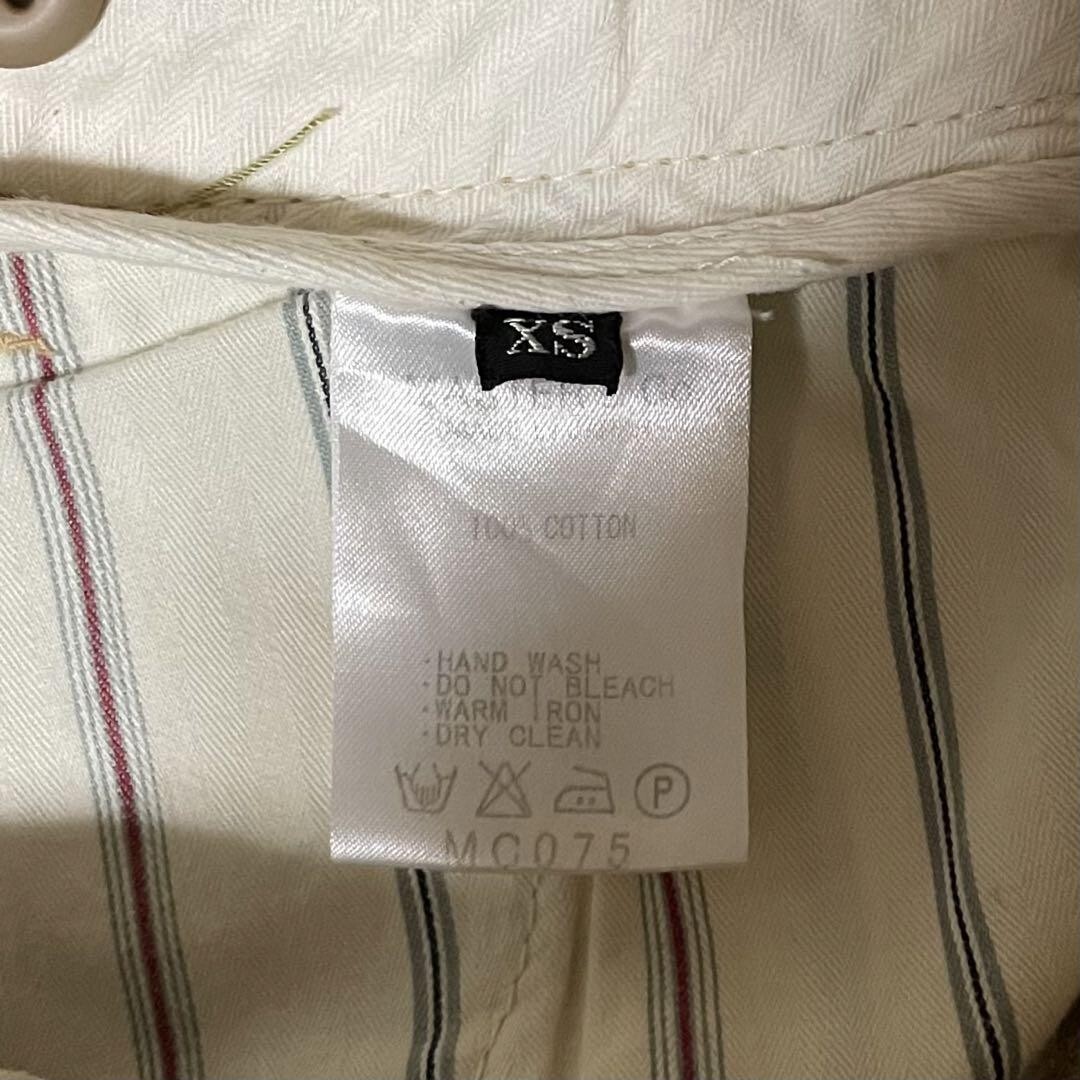 XS
100% COTTON
·HAND WASH
·DO NOT BLEACH
·WARM IRON
·DRY CLEAN
P
MC075